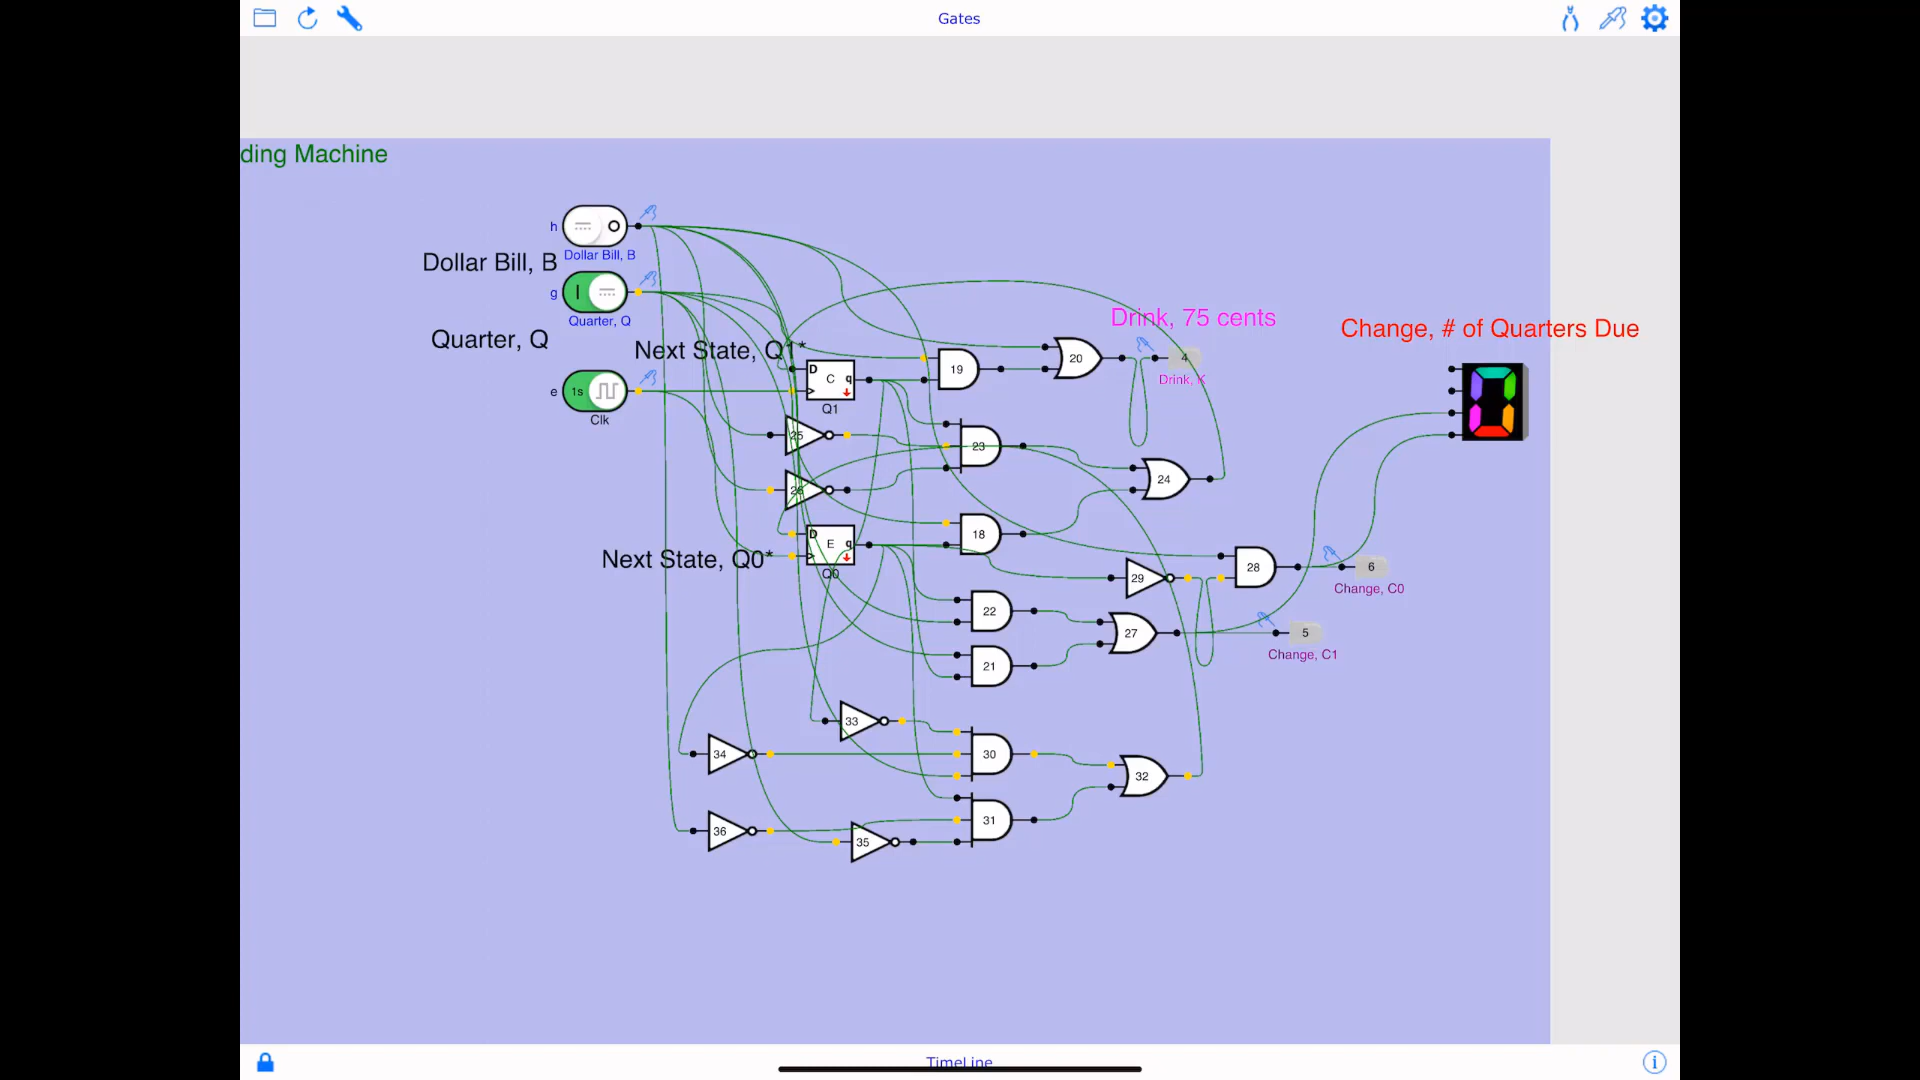 Gates
ding Machine
h
Dollar Bill, B
Dollar Bill, B
g
Quarter, Q
Quarter, Q
Drink, 75 cents
Change, # of Quarters Due
Next State, Q1*
D
C
q
Q1
19
20
4
Drink, K
e
1s
Clk
25
23
26
24
D
E
q
Q0
Next State, Q0*
18
29
28
6
Change, C0
22
27
5
Change, C1
21
33
34
30
32
36
35
31
TimeLine
i